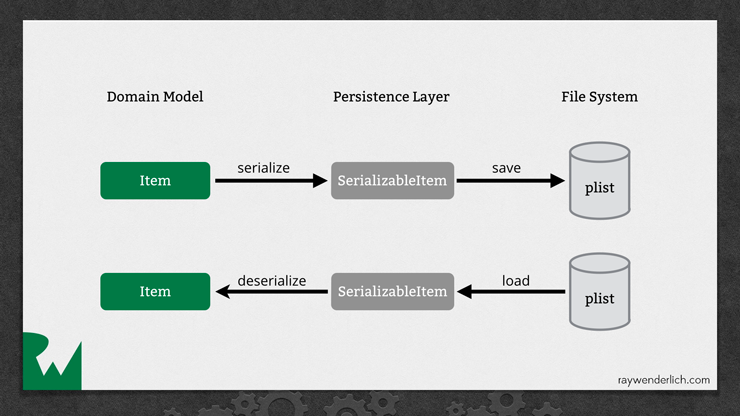 Domain Model
Persistence Layer
File System
Item
serialize
SerializableItem
save
plist
Item
deserialize
SerializableItem
load
plist
raywenderlich.com